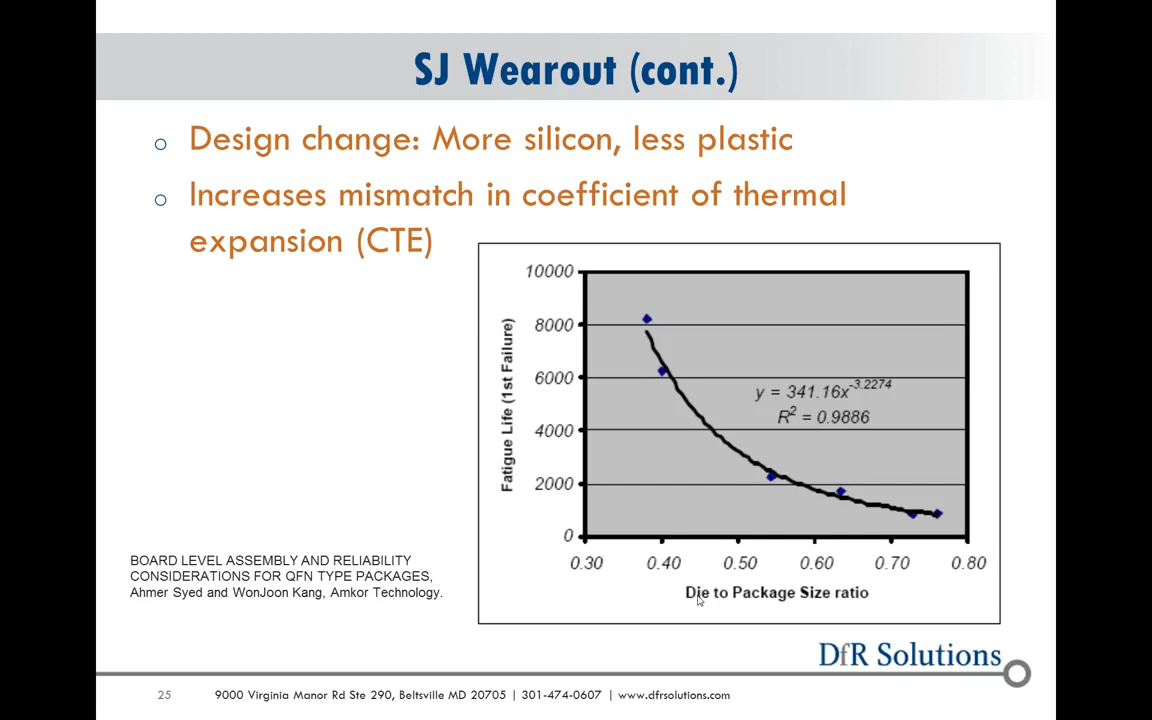 SJ Wearout (cont.)
o Design change: More silicon, less plastic
o Increases mismatch in coefficient of thermal
expansion (CTE)
10000
8000
6000
4000
2000
0
Fatigue Life (1st Failure)
y = 341.16x^-3.2274
R² = 0.9886
0.30 0.40 0.50 0.60 0.70 0.80
Die to Package Size ratio
BOARD LEVEL ASSEMBLY AND RELIABILITY
CONSIDERATIONS FOR QFN TYPE PACKAGES,
Ahmer Syed and WonJoon Kang, Amkor Technology.
DfR Solutions
25 9000 Virginia Manor Rd Ste 290, Beltsville MD 20705 | 301-474-0607 | www.dfrsolutions.com